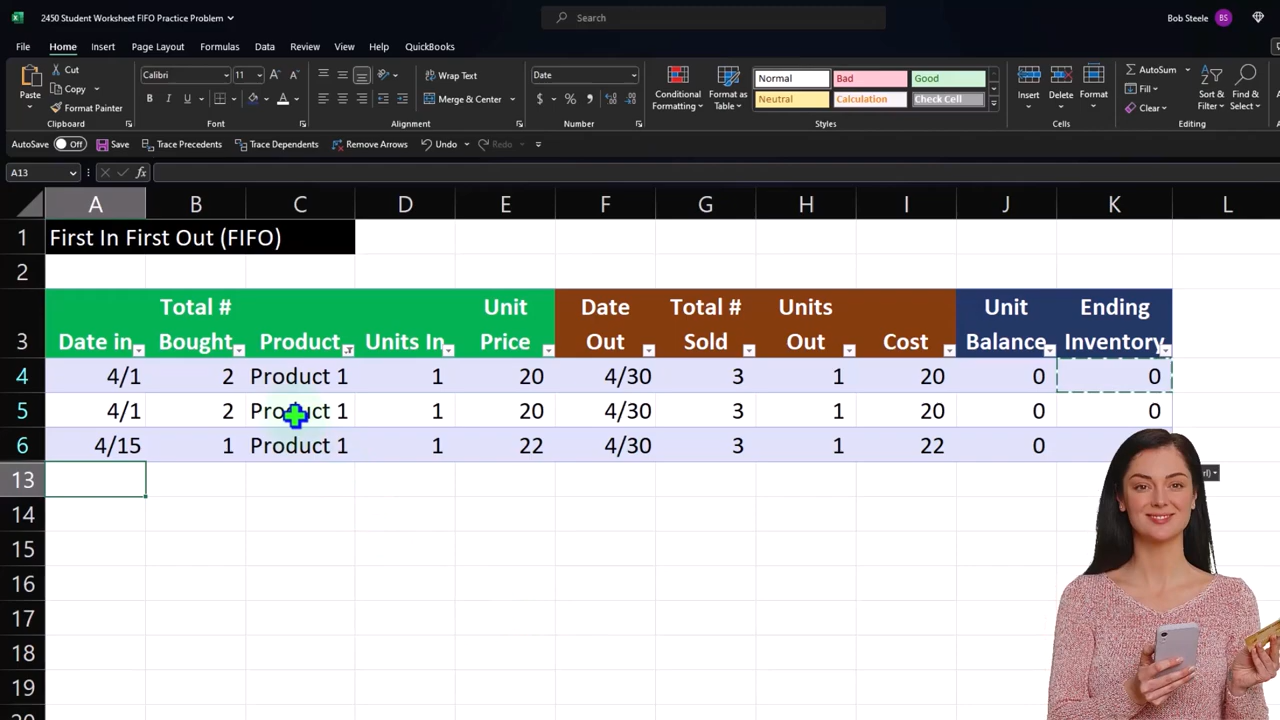 2450 Student Worksheet FIFO Practice Problem
Search
Bob Steele BS
File Home Insert Page Layout Formulas Data Review View Help QuickBooks
Paste Cut Copy Format Painter Clipboard
Calibri 11 A A B I U A Font
Wrap Text Merge & Center Alignment
Date $ % Number
Conditional Formatting Format as Table Normal Bad Good Neutral Calculation Check Cell Styles
Insert Delete Format Cells
AutoSum Fill Clear Sort & Filter Find & Select Editing
AutoSave Off Save Trace Precedents Trace Dependents Remove Arrows Undo Redo
A13 fx
A B C D E F G H I J K L
1 First In First Out (FIFO)
2
3 Date in Total # Bought Product Units In Unit Price Date Out Total # Sold Units Out Cost Unit Balance Ending Inventory
4 4/1 2 Product 1 1 20 4/30 3 1 20 0 0
5 4/1 2 Product 1 1 20 4/30 3 1 20 0 0
6 4/15 1 Product 1 1 22 4/30 3 1 22 0
13
14
15
16
17
18
19